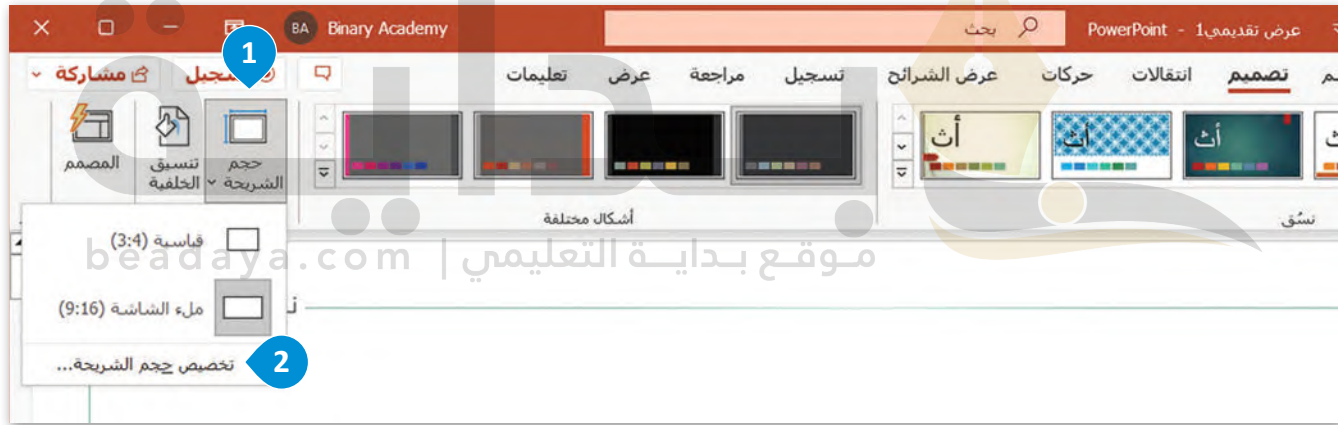 عرض تقديمي1 - PowerPoint
بحث
Binary Academy BA
تصميم انتقالات حركات عرض الشرائح تسجيل مراجعة عرض تعليمات
مشاركة
1
أث
أث
أث
حجم الشريحة
تنسيق الخلفية
المصمم
نسُق
أشكال مختلفة
قياسية (3:4)
ملء الشاشة (9:16)
تخصيص حجم الشريحة...
2
بداية
موقع بداية التعليمي | beadaya.com